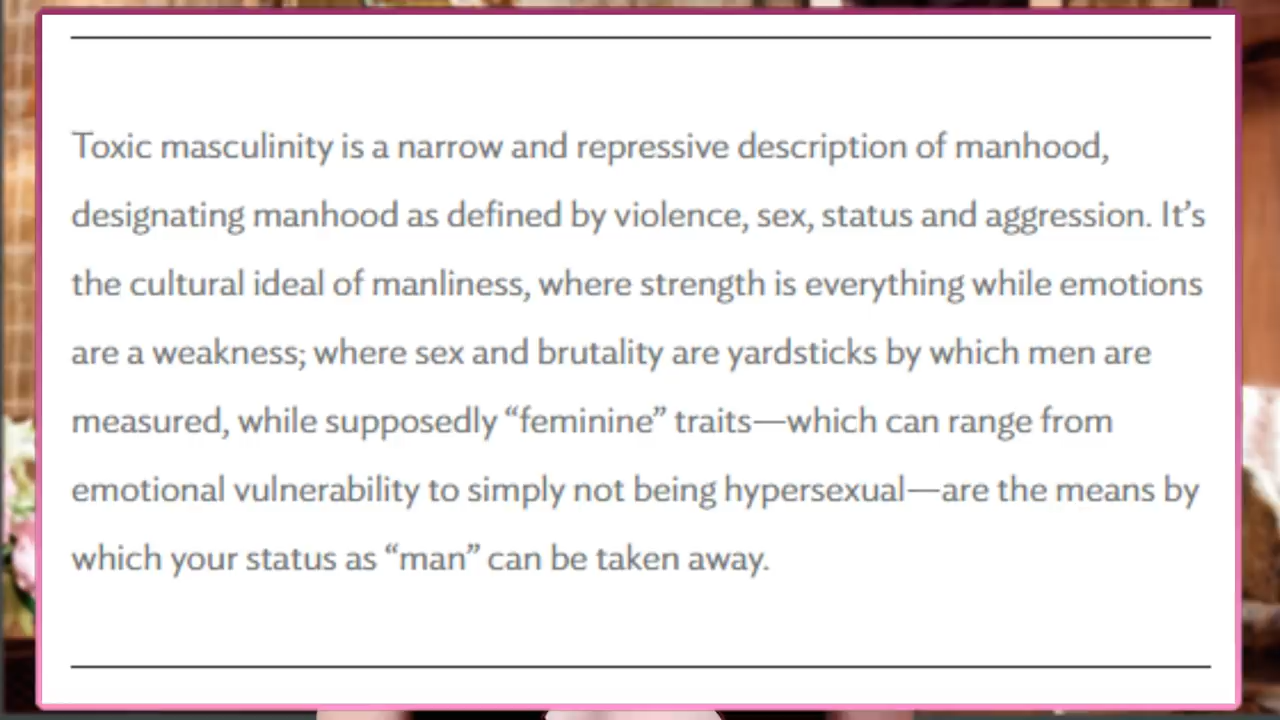 Toxic masculinity is a narrow and repressive description of manhood,
designating manhood as defined by violence, sex, status and aggression. It’s
the cultural ideal of manliness, where strength is everything while emotions
are a weakness; where sex and brutality are yardsticks by which men are
measured, while supposedly “feminine” traits—which can range from
emotional vulnerability to simply not being hypersexual—are the means by
which your status as “man” can be taken away.